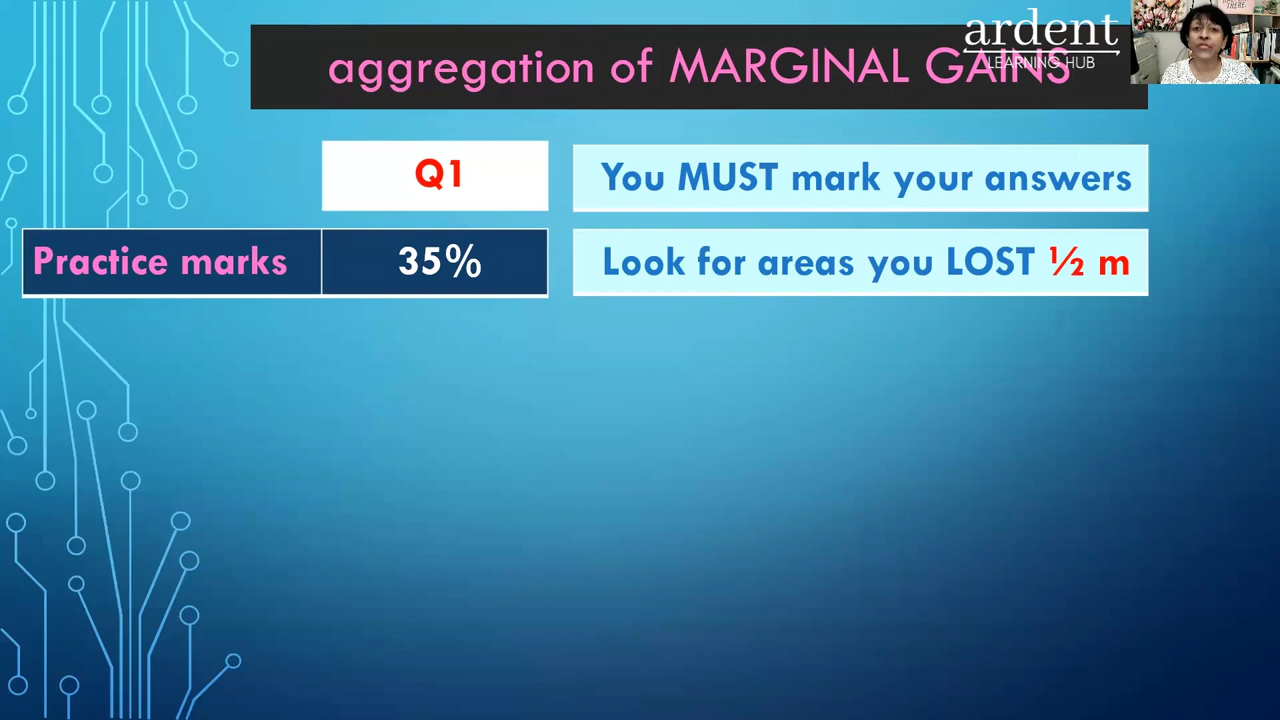 ardent
LEARNING HUB
aggregation of MARGINAL GAINS
Q1
You MUST mark your answers
Practice marks
35%
Look for areas you LOST ½ m